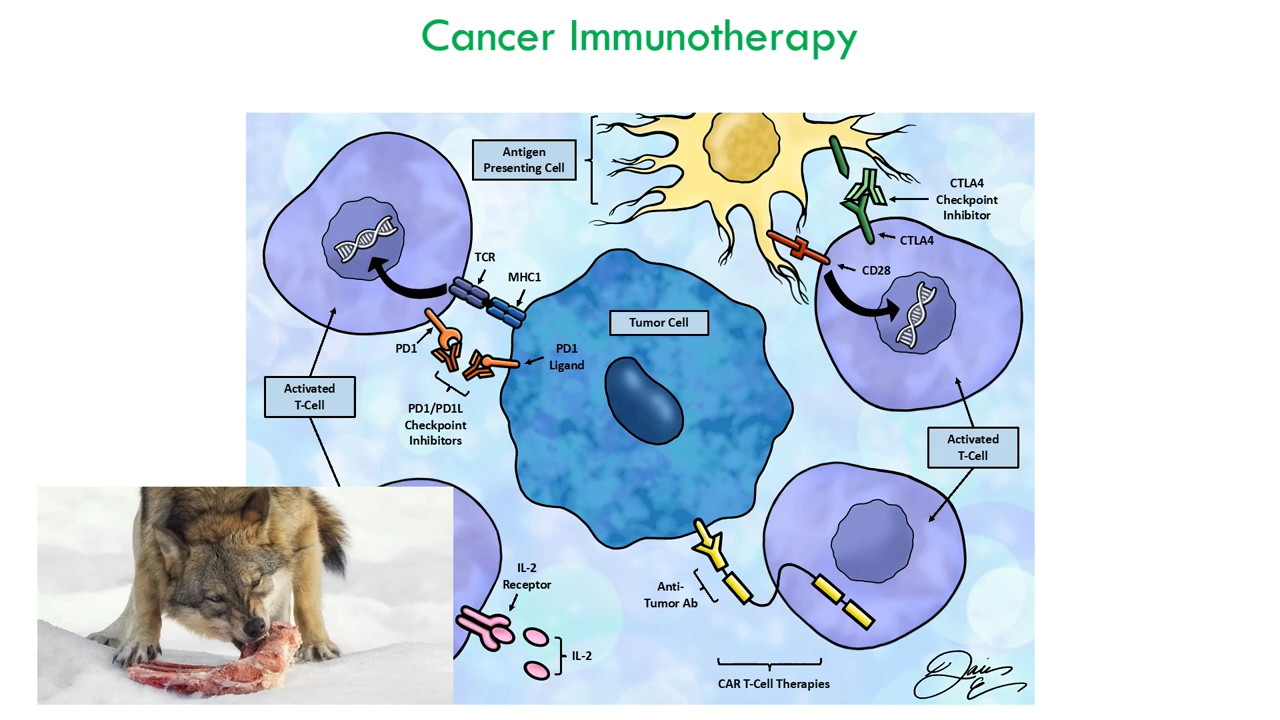 Cancer Immunotherapy
Antigen
Presenting Cell
CTLA4
Checkpoint
Inhibitor
CTLA4
CD28
TCR
MHC1
Tumor Cell
PD1
PD1
Ligand
Activated
T-Cell
PD1/PD1L
Checkpoint
Inhibitors
Activated
T-Cell
IL-2
Receptor
Anti-
Tumor Ab
IL-2
CAR T-Cell Therapies